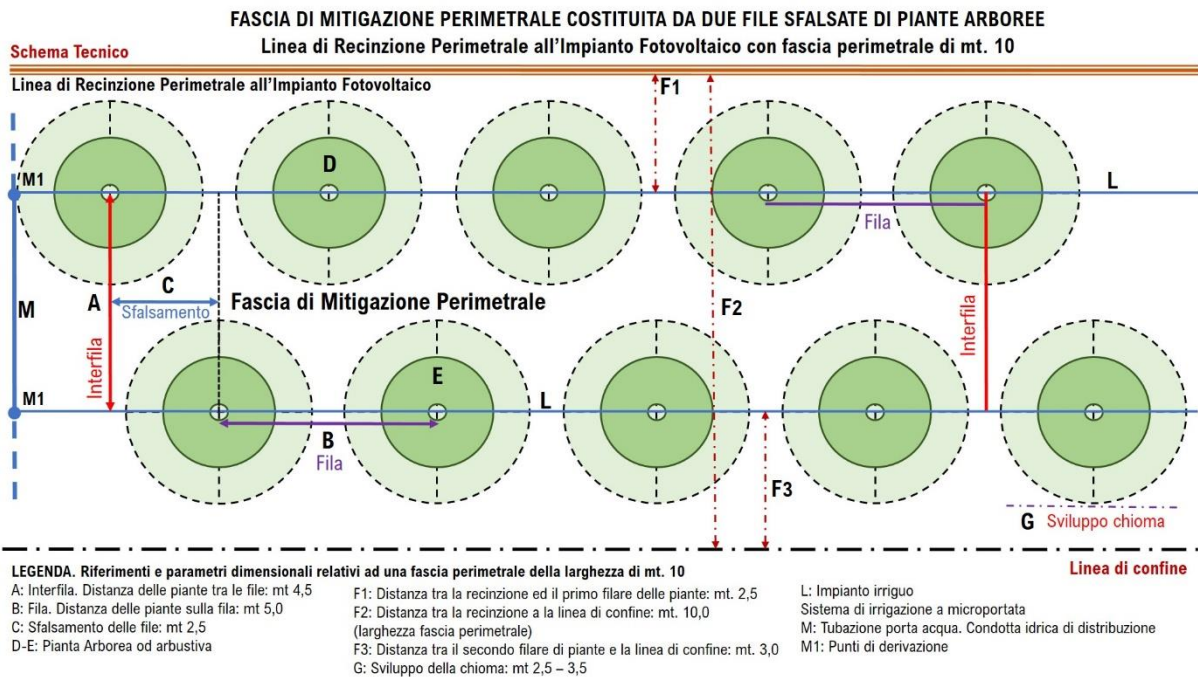 FASCIA DI MITIGAZIONE PERIMETRALE COSTITUITA DA DUE FILE SFALSATE DI PIANTE ARBOREE
Schema Tecnico
Linea di Recinzione Perimetrale all'Impianto Fotovoltaico con fascia perimetrale di mt. 10
Linea di Recinzione Perimetrale all'Impianto Fotovoltaico
F1
D
M1
L
Fila
C
A
Sfalsamento
Fascia di Mitigazione Perimetrale
M
F2
Interfila
Interfila
E
M1
L
B
Fila
F3
G Sviluppo chioma
Linea di confine
LEGENDA. Riferimenti e parametri dimensionali relativi ad una fascia perimetrale della larghezza di mt. 10
A: Interfila. Distanza delle piante tra le file: mt 4,5
B: Fila. Distanza delle piante sulla fila: mt 5,0
C: Sfalsamento delle file: mt 2,5
D-E: Pianta Arborea od arbustiva
F1: Distanza tra la recinzione ed il primo filare delle piante: mt. 2,5
F2: Distanza tra la recinzione a la linea di confine: mt. 10,0
(larghezza fascia perimetrale)
F3: Distanza tra il secondo filare di piante e la linea di confine: mt. 3,0
G: Sviluppo della chioma: mt 2,5 – 3,5
L: Impianto irriguo
Sistema di irrigazione a microportata
M: Tubazione porta acqua. Condotta idrica di distribuzione
M1: Punti di derivazione